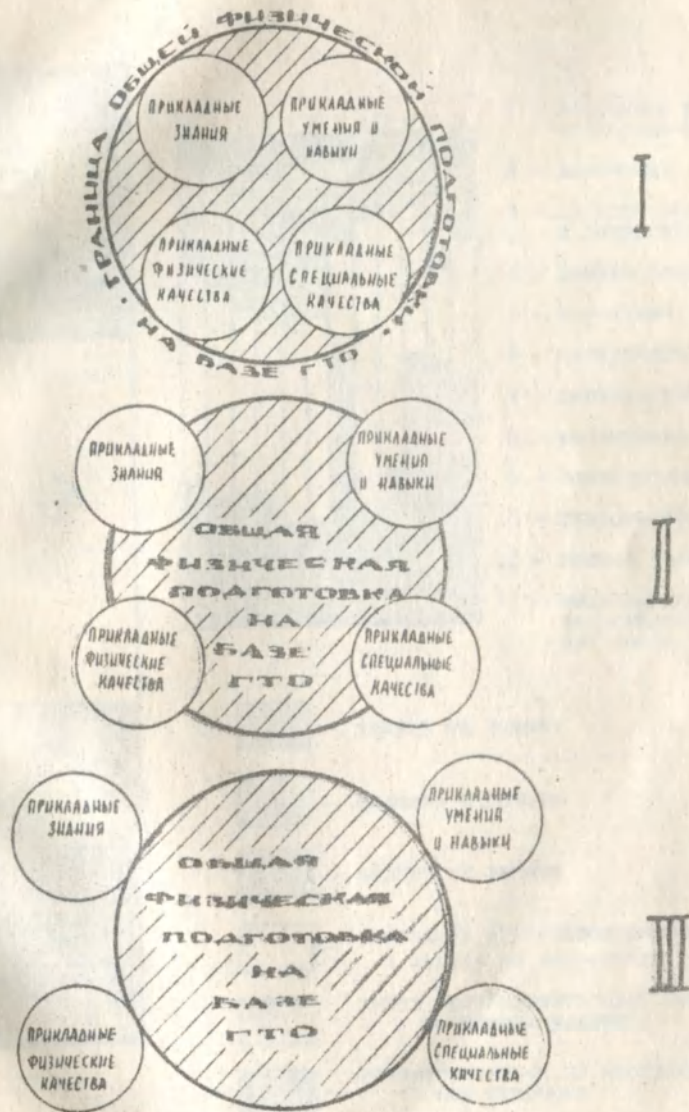 ГРАНИЦА ОБЩЕЙ ФИЗИЧЕСКОЙ ПОДГОТОВКИ.
НА БАЗЕ ГТО.
ПРИКЛАДНЫЕ
ЗНАНИЯ
ПРИКЛАДНЫЕ
УМЕНИЯ И
НАВЫКИ
ПРИКЛАДНЫЕ
ФИЗИЧЕСКИЕ
КАЧЕСТВА
ПРИКЛАДНЫЕ
СПЕЦИАЛЬНЫЕ
КАЧЕСТВА
I
ПРИКЛАДНЫЕ
ЗНАНИЯ
ПРИКЛАДНЫЕ
УМЕНИЯ
И НАВЫКИ
ОБЩАЯ
ФИЗИЧЕСКАЯ
ПОДГОТОВКА
НА
БАЗЕ
ГТО
ПРИКЛАДНЫЕ
ФИЗИЧЕСКИЕ
КАЧЕСТВА
ПРИКЛАДНЫЕ
СПЕЦИАЛЬНЫЕ
КАЧЕСТВА
II
ПРИКЛАДНЫЕ
ЗНАНИЯ
ПРИКЛАДНЫЕ
УМЕНИЯ
И НАВЫКИ
ОБЩАЯ
ФИЗИЧЕСКАЯ
ПОДГОТОВКА
НА
БАЗЕ
ГТО
ПРИКЛАДНЫЕ
ФИЗИЧЕСКИЕ
КАЧЕСТВА
ПРИКЛАДНЫЕ
СПЕЦИАЛЬНЫЕ
КАЧЕСТВА
III